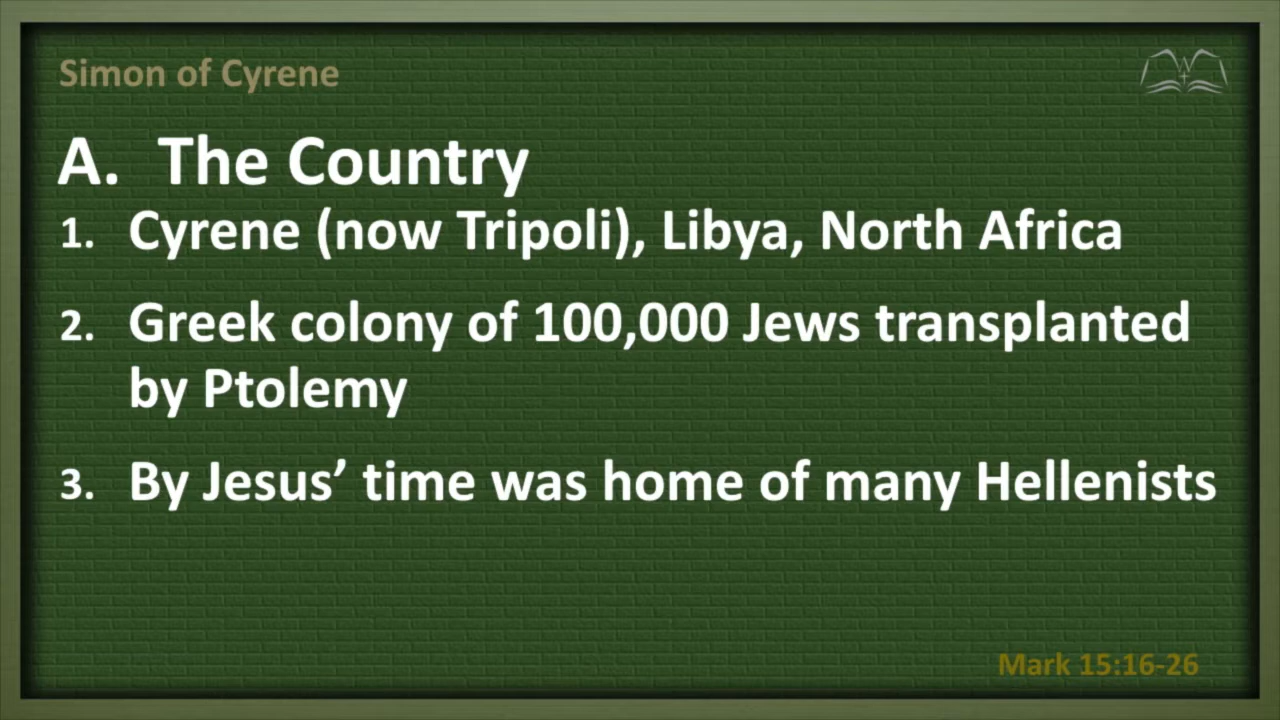 Simon of Cyrene
A. The Country
1. Cyrene (now Tripoli), Libya, North Africa
2. Greek colony of 100,000 Jews transplanted
by Ptolemy
3. By Jesus’ time was home of many Hellenists
Mark 15:16-26